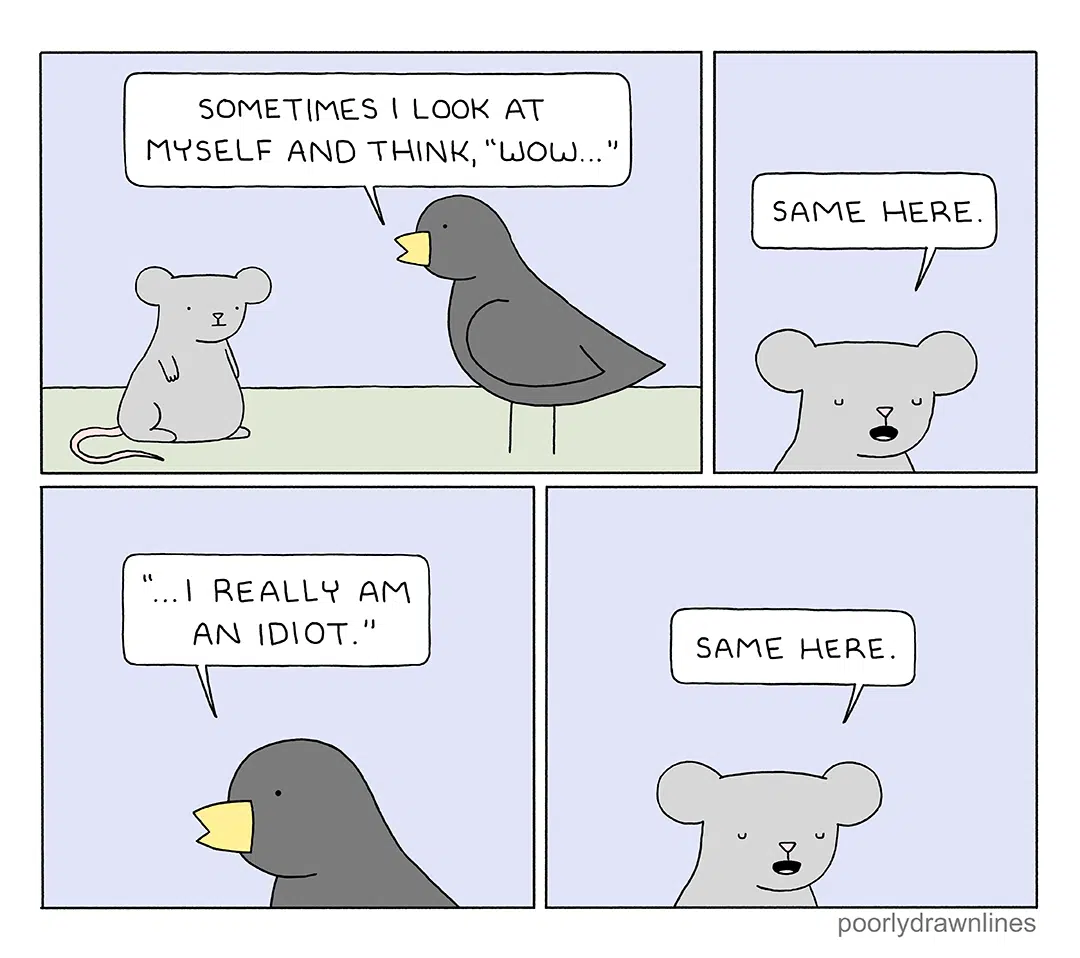 SOMETIMES I LOOK AT
MYSELF AND THINK, "WOW..."
SAME HERE.
"...I REALLY AM
AN IDIOT."
SAME HERE.
poorlydrawnlines